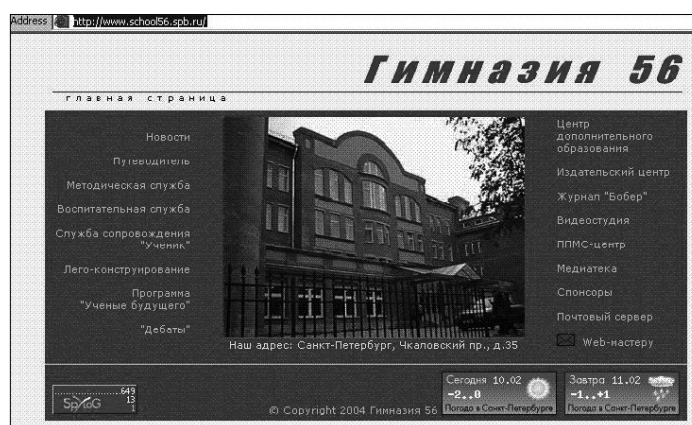 Address http://www.school56.spb.ru/
Гимназия 56
главная страница
Новости
Путеводитель
Методическая служба
Воспитательная служба
Служба сопровождения
"Ученик"
Лего-конструирование
Программа
"Ученые будущего"
"Дебаты"
Центр
дополнительного
образования
Издательский центр
Журнал "Бобер"
Видеостудия
ППМС-центр
Медиатека
Спонсоры
Почтовый сервер
Web-мастеру
Наш адрес: Санкт-Петербург, Чкаловский пр., д.35
649
13
1
SpyLOG
© Copyright 2004 Гимназия 56
Сегодня 10.02
-2..0
Погода в Санкт-Петербурге
Завтра 11.02
-1..+1
Погода в Санкт-Петербурге